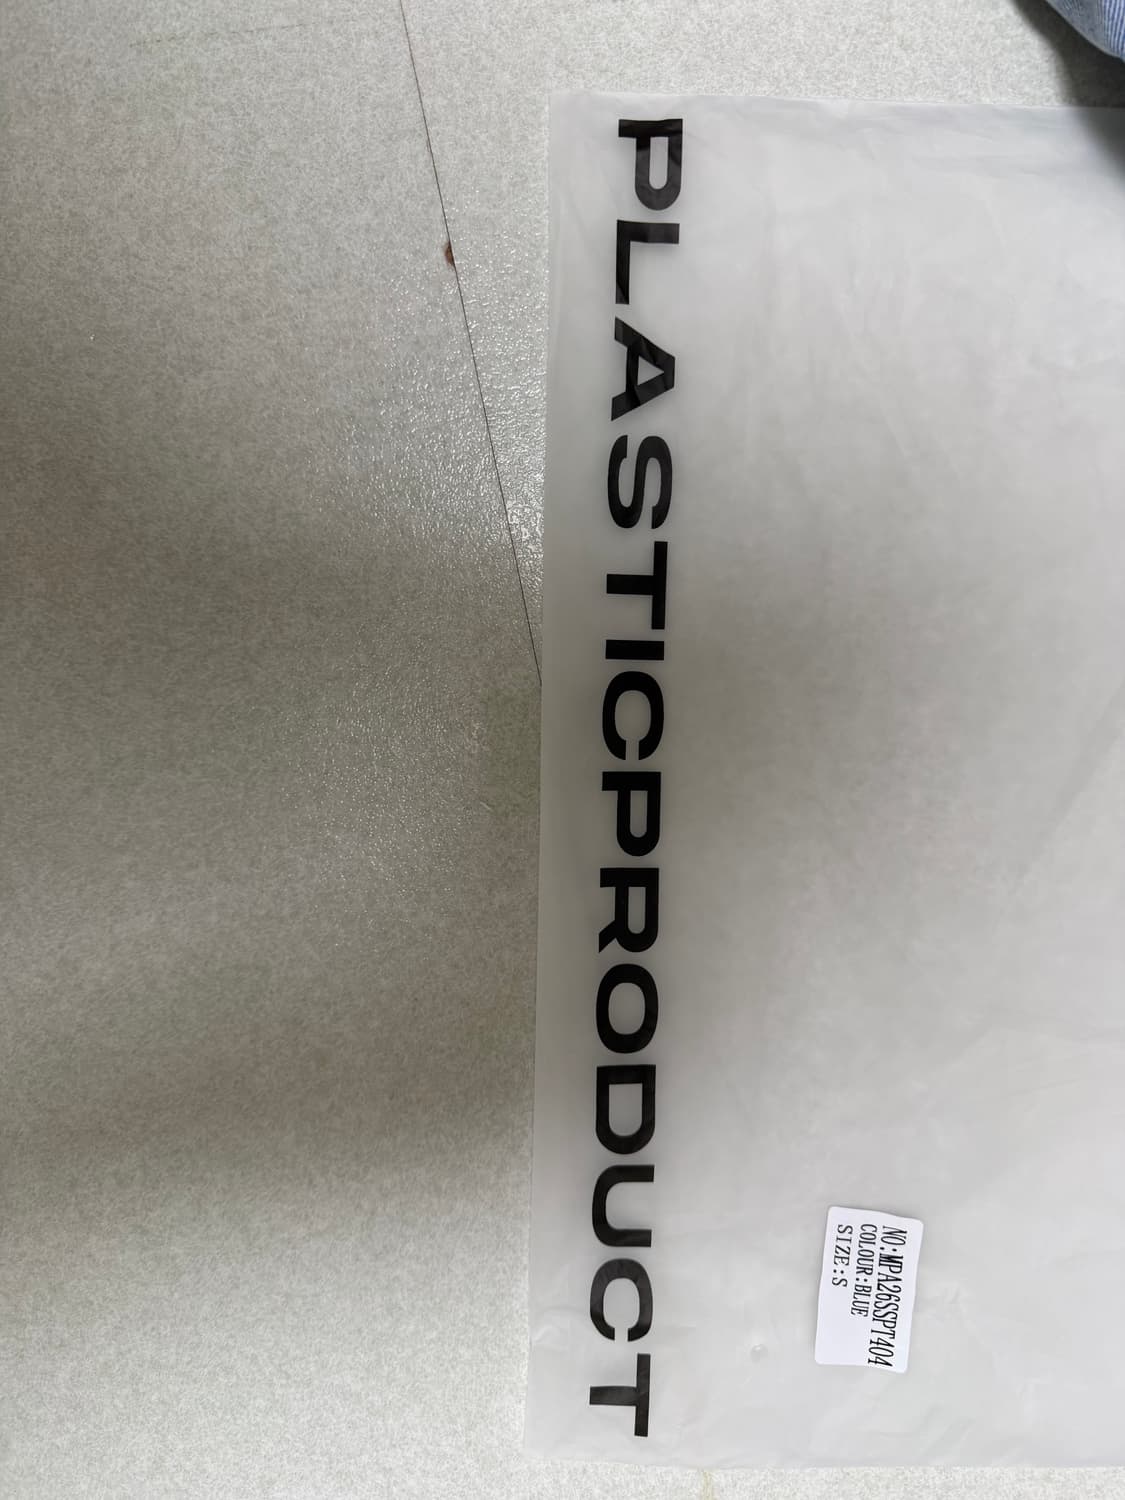 PLASTICPRODUCT
NO:MPA26SSPT404
COLOUR:BLUE
SIZE:S